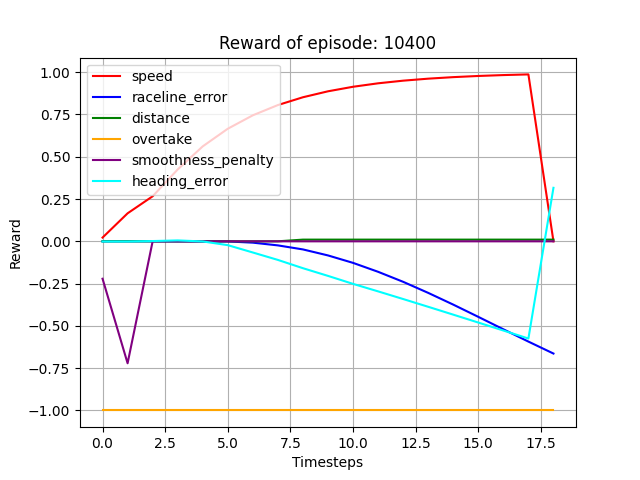 Reward of episode: 10400
1.00
0.75
0.50
0.25
0.00
−0.25
−0.50
−0.75
−1.00
Reward
speed
raceline_error
distance
overtake
smoothness_penalty
heading_error
0.0 2.5 5.0 7.5 10.0 12.5 15.0 17.5
Timesteps